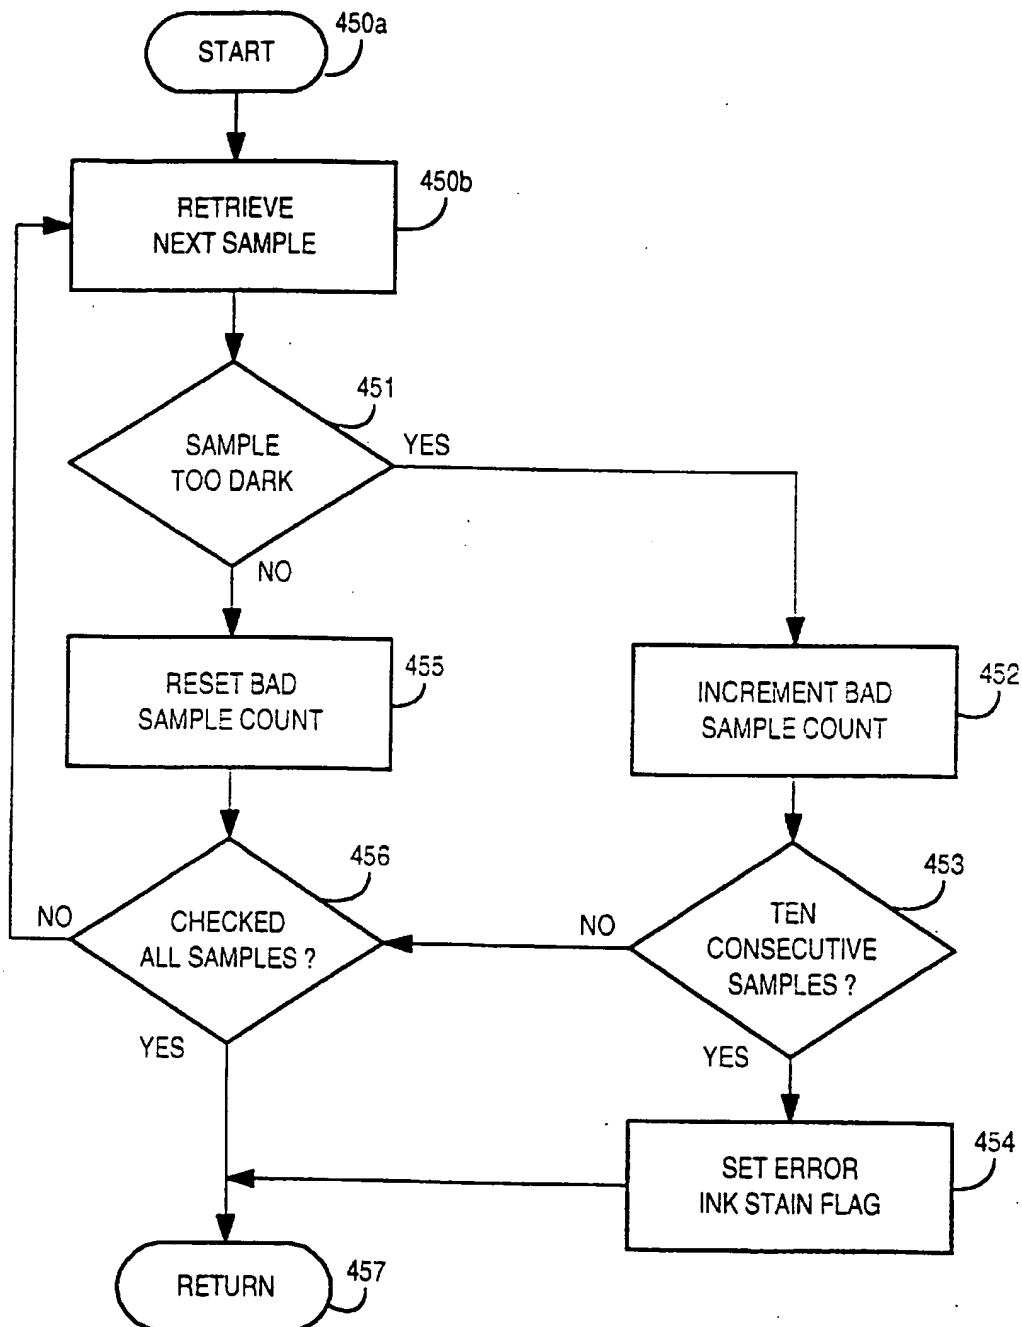 START
450a
RETRIEVE
NEXT SAMPLE
450b
SAMPLE
TOO DARK
451
YES
NO
RESET BAD
SAMPLE COUNT
455
INCREMENT BAD
SAMPLE COUNT
452
CHECKED
ALL SAMPLES ?
456
NO
YES
TEN
CONSECUTIVE
SAMPLES ?
453
NO
YES
SET ERROR
INK STAIN FLAG
454
RETURN
457